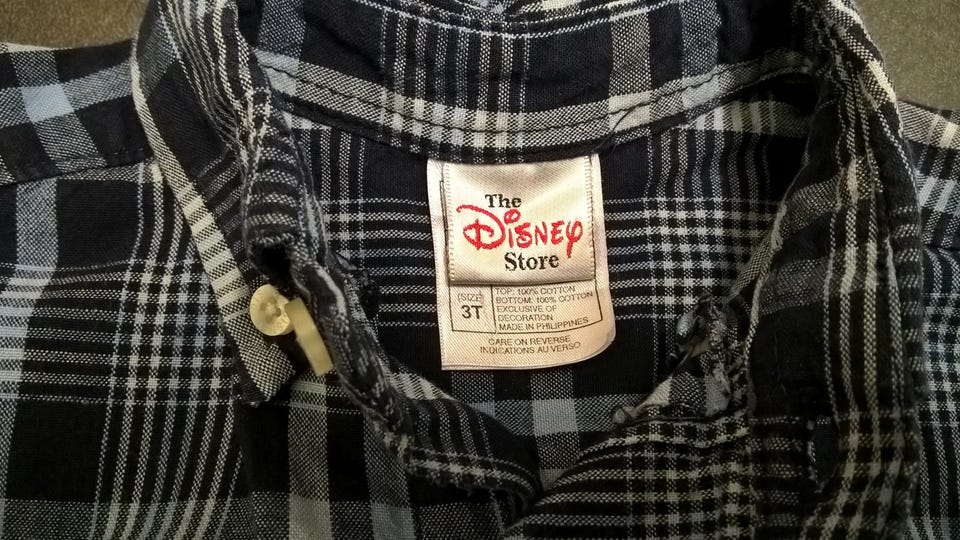 The
Disney
Store
(SIZE)
3T
TOP: 100% COTTON
BOTTOM: 100% COTTON
EXCLUSIVE OF
DECORATION
MADE IN PHILIPPINES
CARE ON REVERSE
INDICATIONS AU VERSO